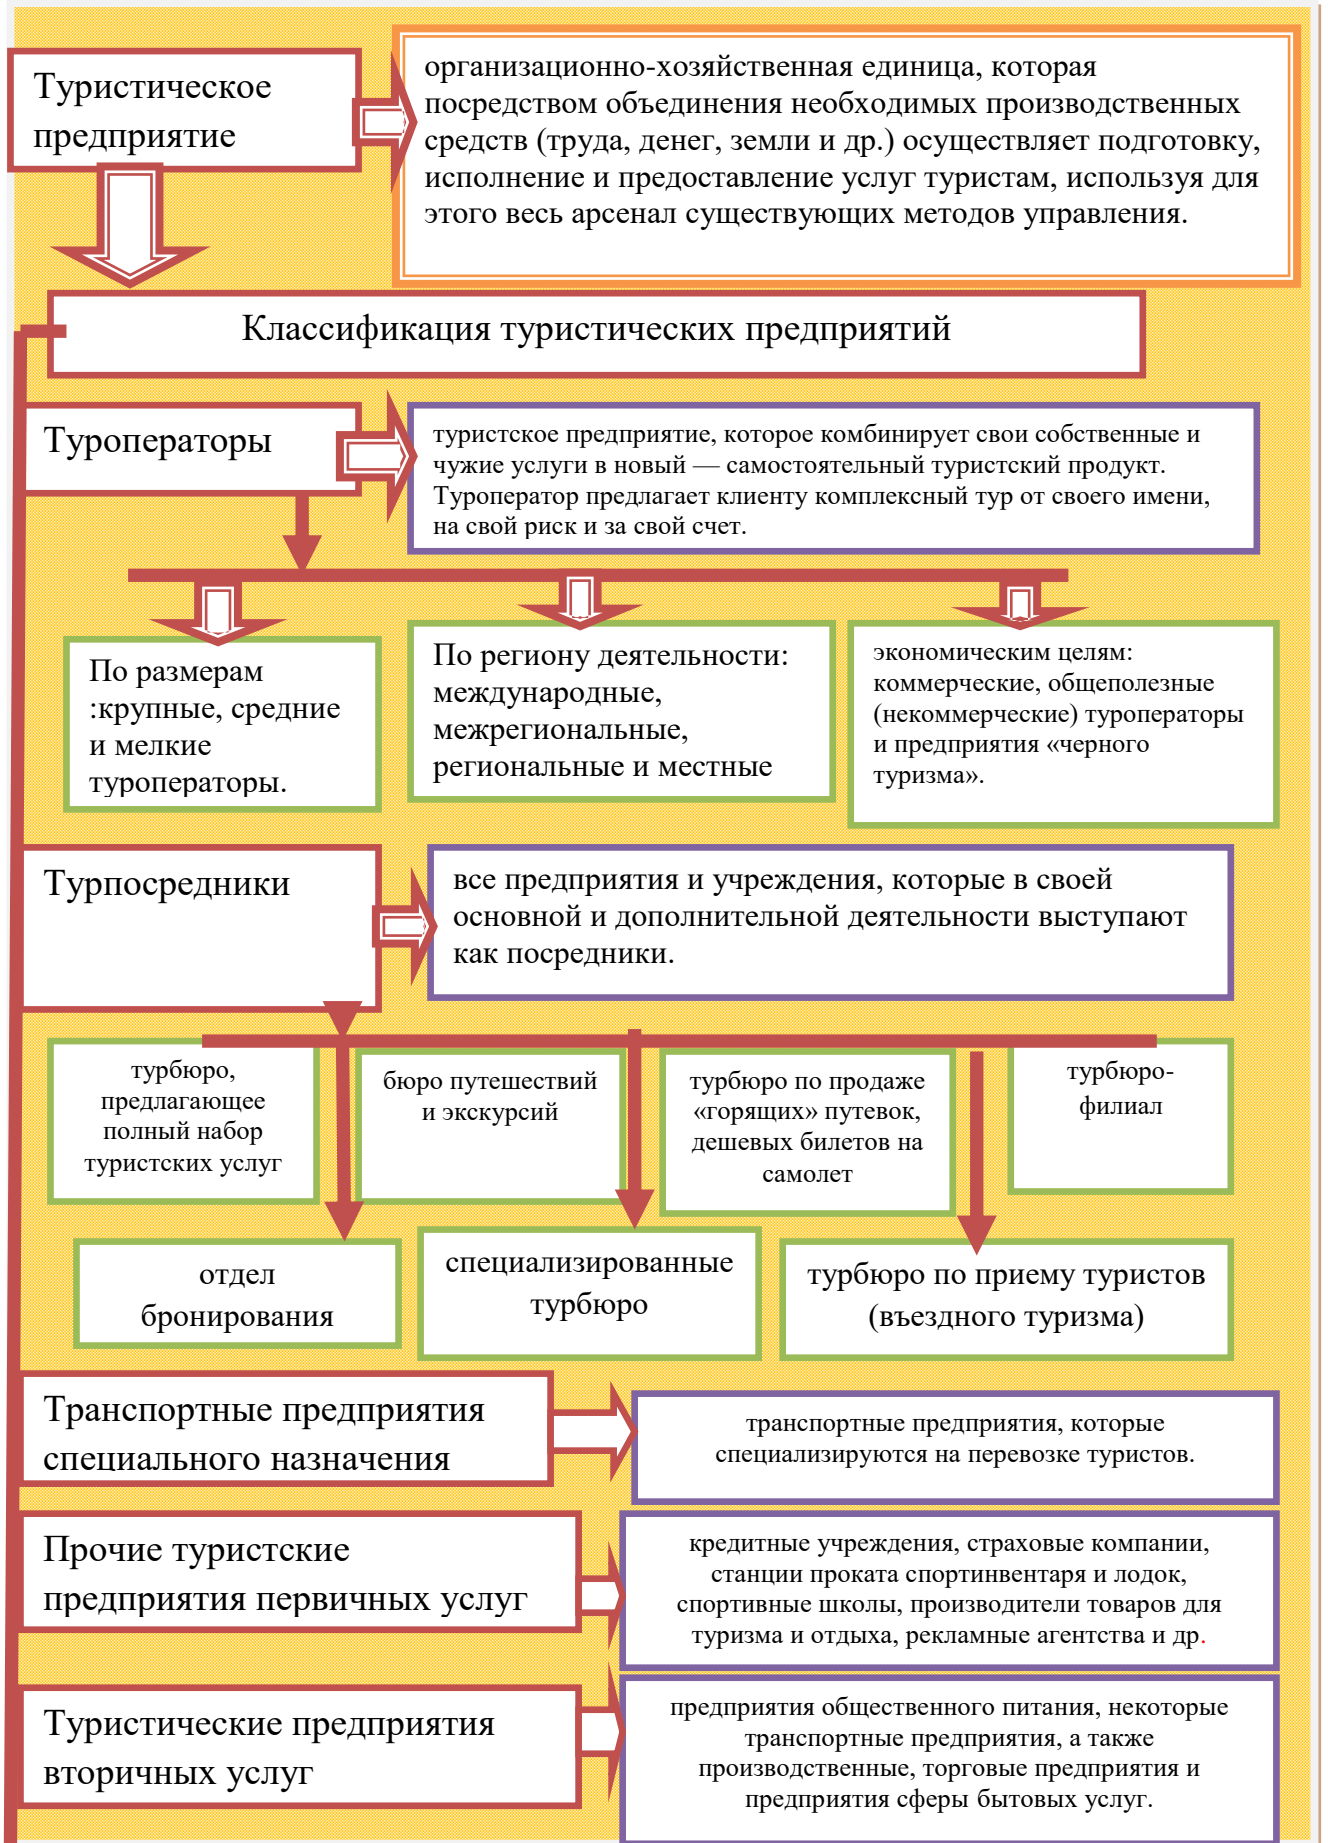 Туристическое
предприятие
организационно-хозяйственная единица, которая
посредством объединения необходимых производственных
средств (труда, денег, земли и др.) осуществляет подготовку,
исполнение и предоставление услуг туристам, используя для
этого весь арсенал существующих методов управления.
Классификация туристических предприятий
Туроператоры
туристское предприятие, которое комбинирует свои собственные и
чужие услуги в новый — самостоятельный туристский продукт.
Туроператор предлагает клиенту комплексный тур от своего имени,
на свой риск и за свой счет.
По размерам
:крупные, средние
и мелкие
туроператоры.
По региону деятельности:
международные,
межрегиональные,
региональные и местные
экономическим целям:
коммерческие, общеполезные
(некоммерческие) туроператоры
и предприятия «черного
туризма».
Турпосредники
все предприятия и учреждения, которые в своей
основной и дополнительной деятельности выступают
как посредники.
турбюро,
предлагающее
полный набор
туристских услуг
бюро путешествий
и экскурсий
турбюро по продаже
«горящих» путевок,
дешевых билетов на
самолет
турбюро-
филиал
отдел
бронирования
специализированные
турбюро
турбюро по приему туристов
(въездного туризма)
Транспортные предприятия
специального назначения
транспортные предприятия, которые
специализируются на перевозке туристов.
Прочие туристские
предприятия первичных услуг
кредитные учреждения, страховые компании,
станции проката спортинвентаря и лодок,
спортивные школы, производители товаров для
туризма и отдыха, рекламные агентства и др.
Туристические предприятия
вторичных услуг
предприятия общественного питания, некоторые
транспортные предприятия, а также
производственные, торговые предприятия и
предприятия сферы бытовых услуг.